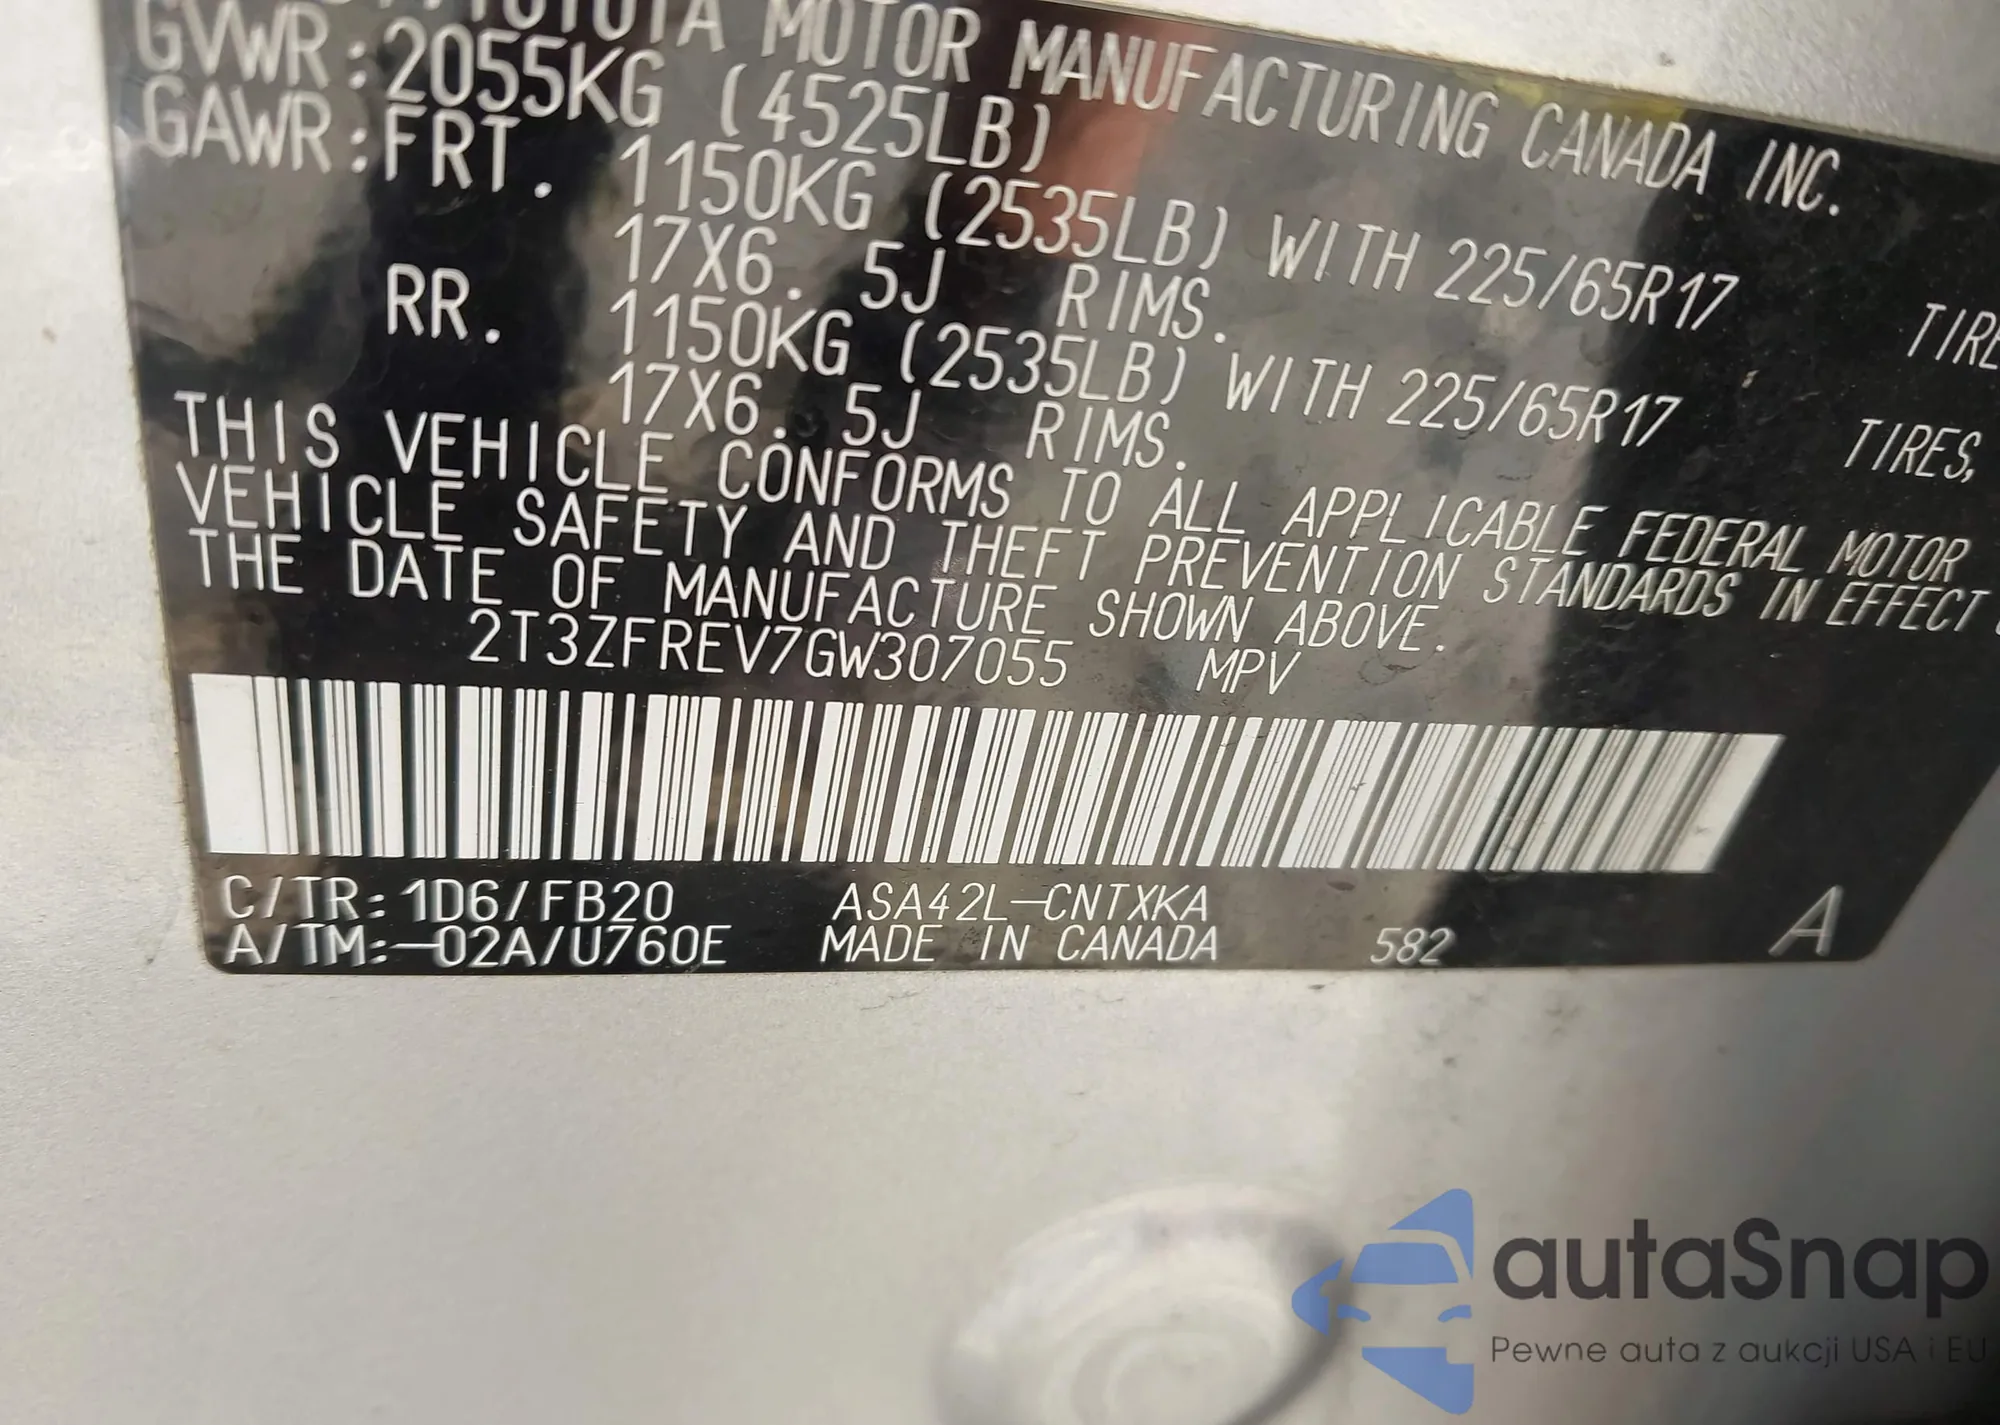 TOYOTA MOTOR MANUFACTURING CANADA INC.
GVWR:2055KG (4525LB)
GAWR:FRT. 1150KG (2535LB) WITH 225/65R17 TIRE
17X6. 5J RIMS.
RR. 1150KG (2535LB) WITH 225/65R17 TIRES,
17X6. 5J RIMS.
THIS VEHICLE CONFORMS TO ALL APPLICABLE FEDERAL MOTOR
VEHICLE SAFETY AND THEFT PREVENTION STANDARDS IN EFFECT
THE DATE OF MANUFACTURE SHOWN ABOVE.
2T3ZFREV7GW307055 MPV
C/TR:1D6/FB20 ASA42L-CNTXKA
A/TM:-02A/U760E MADE IN CANADA 582 A
autaSnap
Pewne auta z aukcji USA i EU